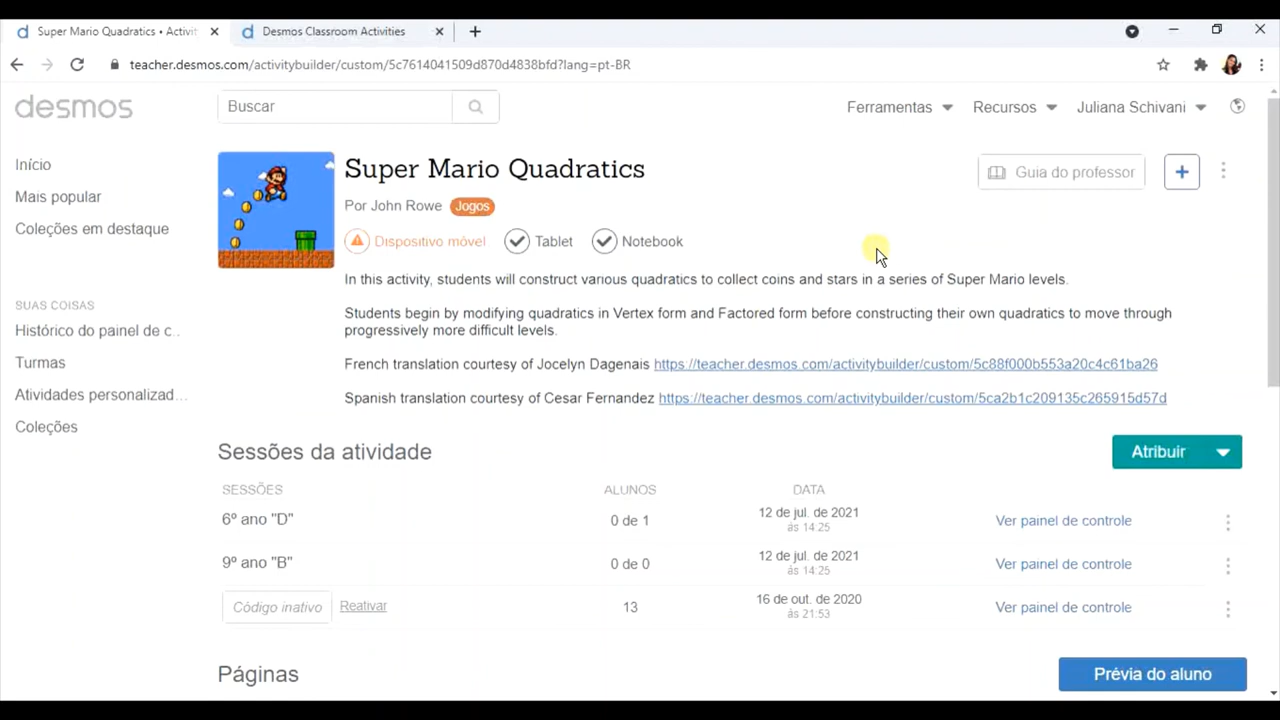 Super Mario Quadratics • Activit
Desmos Classroom Activities
teacher.desmos.com/activitybuilder/custom/5c7614041509d870d4838bfd?lang=pt-BR
desmos
Buscar
Ferramentas
Recursos
Juliana Schivani
Início
Mais popular
Coleções em destaque
SUAS COISAS
Histórico do painel de c..
Turmas
Atividades personalizad...
Coleções
Super Mario Quadratics
Guia do professor
Por John Rowe Jogos
Dispositivo móvel Tablet Notebook
In this activity, students will construct various quadratics to collect coins and stars in a series of Super Mario levels.
Students begin by modifying quadratics in Vertex form and Factored form before constructing their own quadratics to move through
progressively more difficult levels.
French translation courtesy of Jocelyn Dagenais https://teacher.desmos.com/activitybuilder/custom/5c88f000b553a20c4c61ba26
Spanish translation courtesy of Cesar Fernandez https://teacher.desmos.com/activitybuilder/custom/5ca2b1c209135c265915d57d
Sessões da atividade
Atribuir
SESSÕES ALUNOS DATA
6º ano "D" 0 de 1 12 de jul. de 2021 Ver painel de controle
às 14:25
9º ano "B" 0 de 0 12 de jul. de 2021 Ver painel de controle
às 14:25
Código inativo Reativar 13 16 de out. de 2020 Ver painel de controle
às 21:53
Páginas
Prévia do aluno